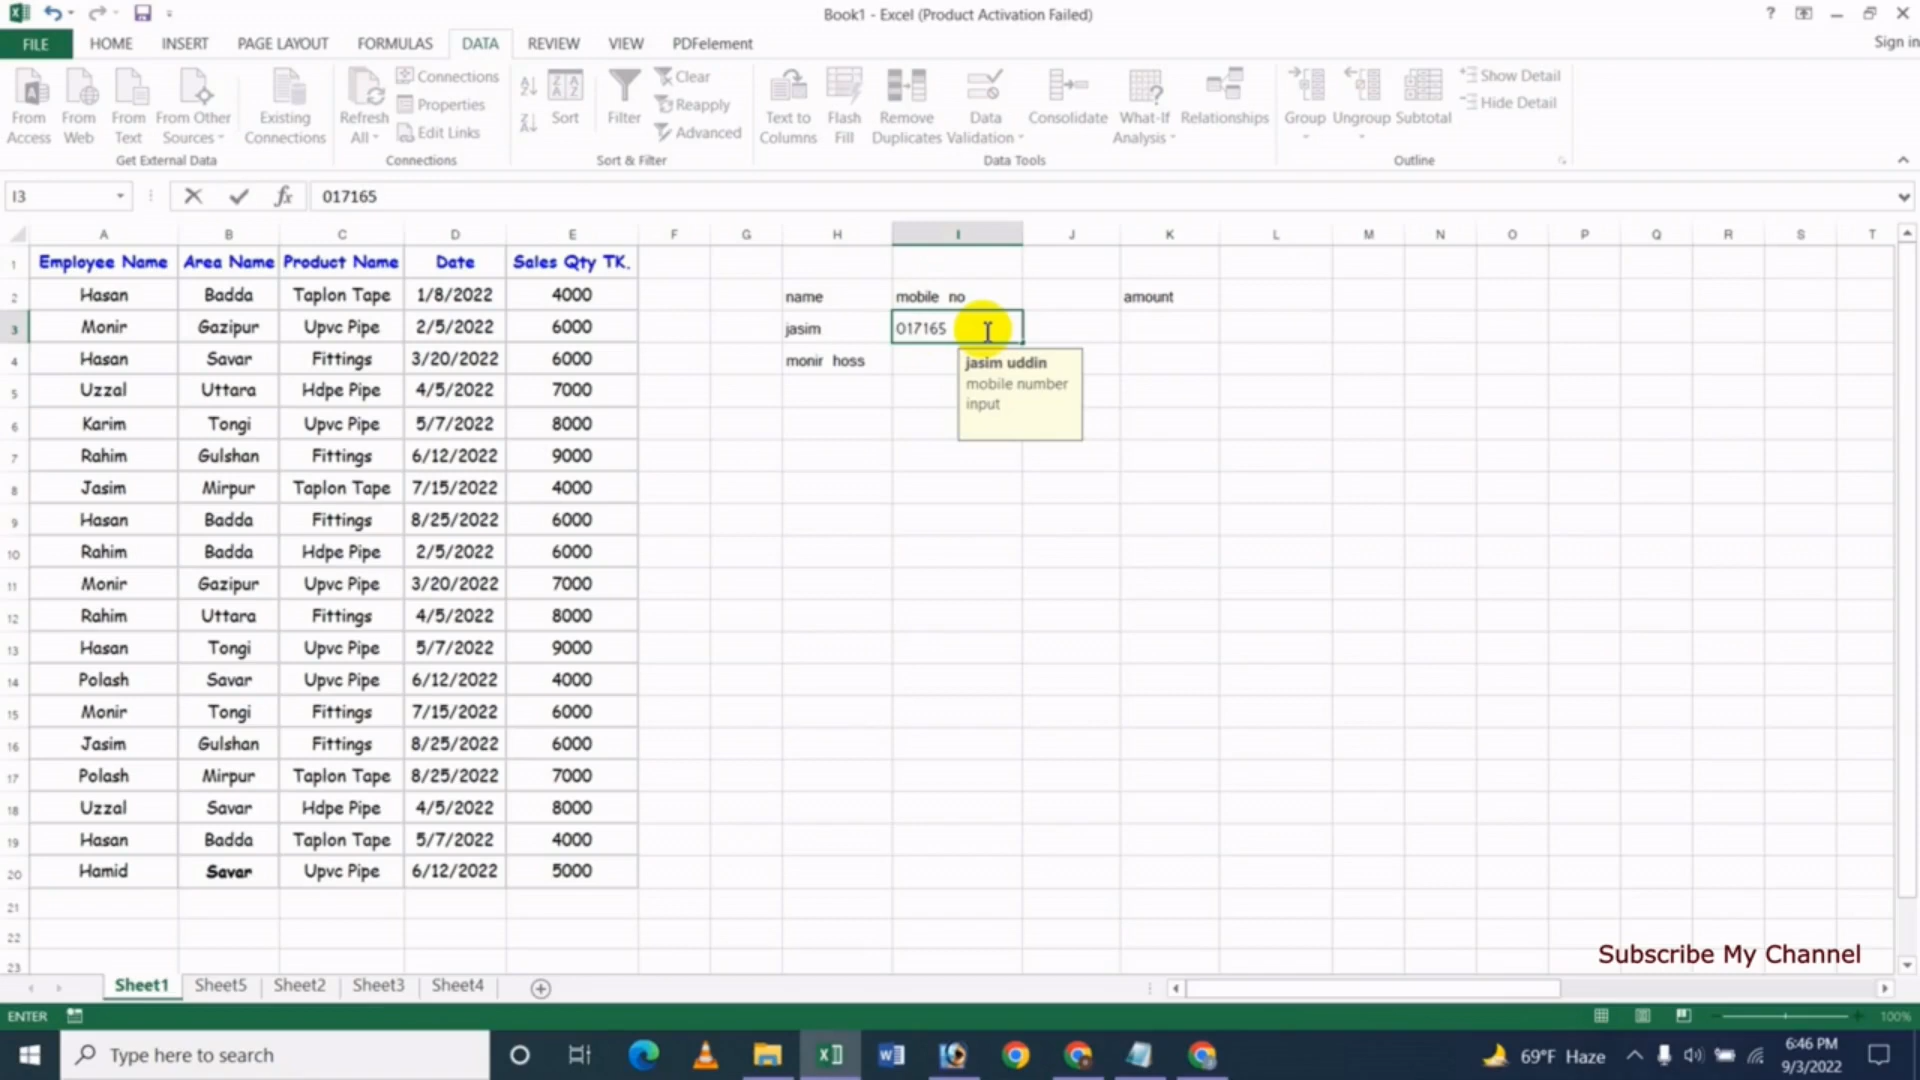 Book1 - Excel (Product Activation Failed)
?
FILE HOME INSERT PAGE LAYOUT FORMULAS DATA REVIEW VIEW PDFelement Sign in
From Access
From Web
From Text
From Other Sources
Existing Connections
Get External Data
Refresh All
Connections
Properties
Edit Links
Connections
Sort
Filter
Clear
Reapply
Advanced
Sort & Filter
Text to Columns
Flash Fill
Remove Duplicates
Data Validation
Consolidate
What-If Analysis
Relationships
Data Tools
Group
Ungroup
Subtotal
Show Detail
Hide Detail
Outline
I3 fx 017165
A B C D E F G H I J K L M N O P Q R S T
1 Employee Name Area Name Product Name Date Sales Qty TK.
2 Hasan Badda Taplon Tape 1/8/2022 4000 name mobile no amount
3 Monir Gazipur Upvc Pipe 2/5/2022 6000 jasim 017165
4 Hasan Savar Fittings 3/20/2022 6000 monir hoss
jasim uddin
mobile number
input
5 Uzzal Uttara Hdpe Pipe 4/5/2022 7000
6 Karim Tongi Upvc Pipe 5/7/2022 8000
7 Rahim Gulshan Fittings 6/12/2022 9000
8 Jasim Mirpur Taplon Tape 7/15/2022 4000
9 Hasan Badda Fittings 8/25/2022 6000
10 Rahim Badda Hdpe Pipe 2/5/2022 6000
11 Monir Gazipur Upvc Pipe 3/20/2022 7000
12 Rahim Uttara Fittings 4/5/2022 8000
13 Hasan Tongi Upvc Pipe 5/7/2022 9000
14 Polash Savar Upvc Pipe 6/12/2022 4000
15 Monir Tongi Fittings 7/15/2022 6000
16 Jasim Gulshan Fittings 8/25/2022 6000
17 Polash Mirpur Taplon Tape 8/25/2022 7000
18 Uzzal Savar Hdpe Pipe 4/5/2022 8000
19 Hasan Badda Taplon Tape 5/7/2022 4000
20 Hamid Savar Upvc Pipe 6/12/2022 5000
21
22
23
Subscribe My Channel
Sheet1 Sheet5 Sheet2 Sheet3 Sheet4
ENTER 100%
Type here to search
69°F Haze
6:46 PM
9/3/2022